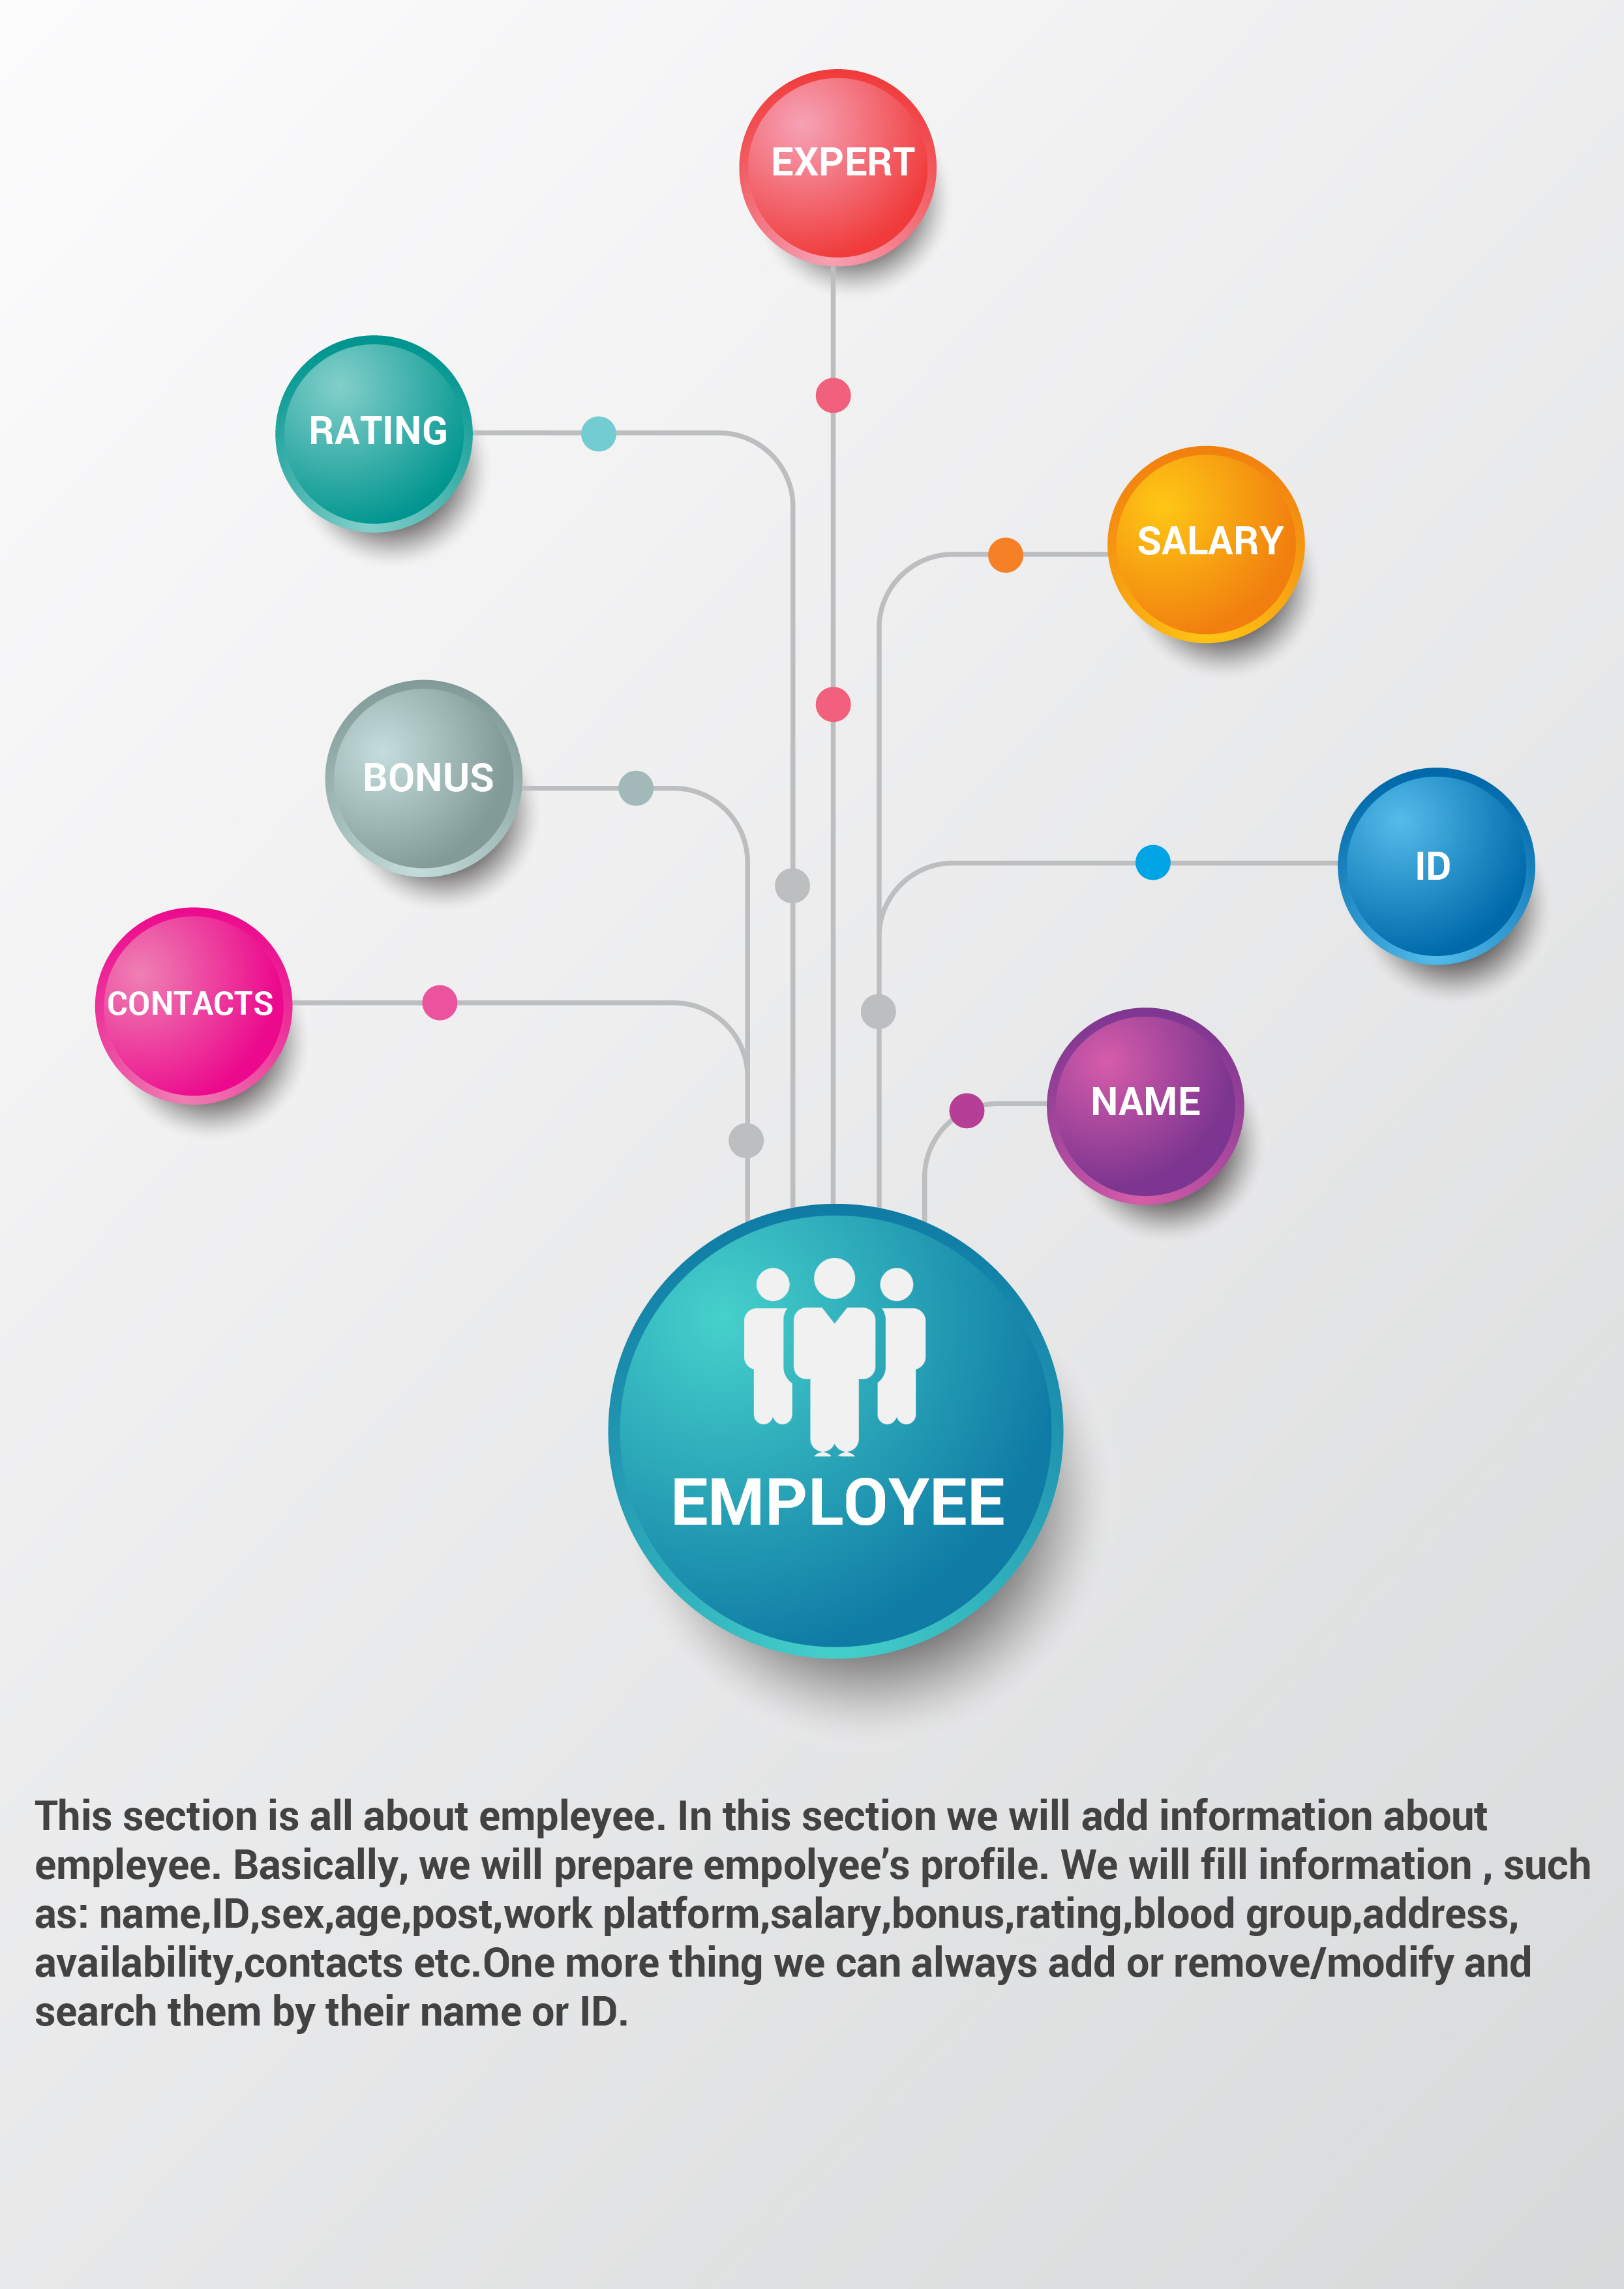 EXPERT
RATING
SALARY
BONUS
ID
CONTACTS
NAME
EMPLOYEE
This section is all about empleyee. In this section we will add information about
empleyee. Basically, we will prepare empolyee’s profile. We will fill information , such
as: name,ID,sex,age,post,work platform,salary,bonus,rating,blood group,address,
availability,contacts etc.One more thing we can always add or remove/modify and
search them by their name or ID.